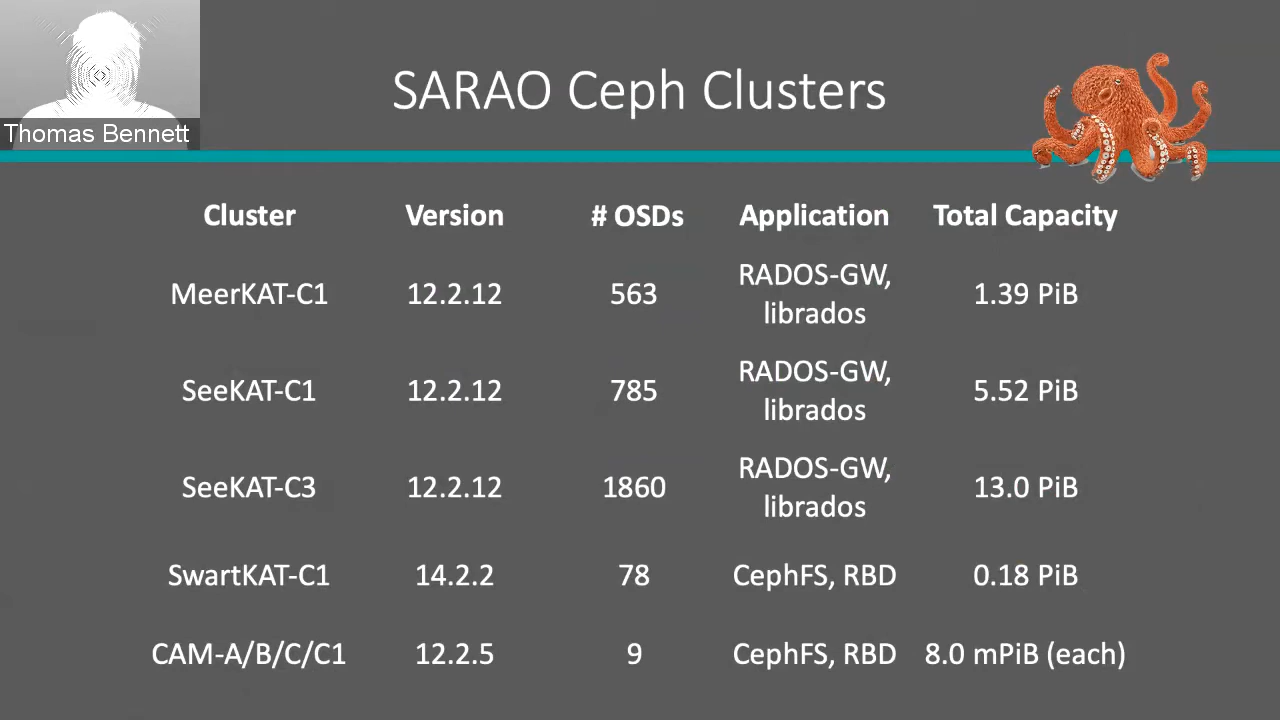 Thomas Bennett
SARAO Ceph Clusters
Cluster Version # OSDs Application Total Capacity
MeerKAT-C1 12.2.12 563 RADOS-GW, librados 1.39 PiB
SeeKAT-C1 12.2.12 785 RADOS-GW, librados 5.52 PiB
SeeKAT-C3 12.2.12 1860 RADOS-GW, librados 13.0 PiB
SwartKAT-C1 14.2.2 78 CephFS, RBD 0.18 PiB
CAM-A/B/C/C1 12.2.5 9 CephFS, RBD 8.0 mPiB (each)